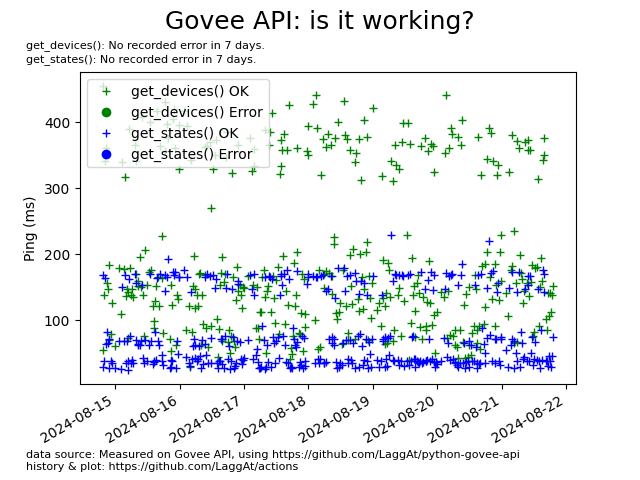 Govee API: is it working?
get_devices(): No recorded error in 7 days.
get_states(): No recorded error in 7 days.
get_devices() OK
get_devices() Error
get_states() OK
get_states() Error
Ping (ms)
400
300
200
100
2024-08-15
2024-08-16
2024-08-17
2024-08-18
2024-08-19
2024-08-20
2024-08-21
2024-08-22
data source: Measured on Govee API, using https://github.com/LaggAt/python-govee-api
history & plot: https://github.com/LaggAt/actions